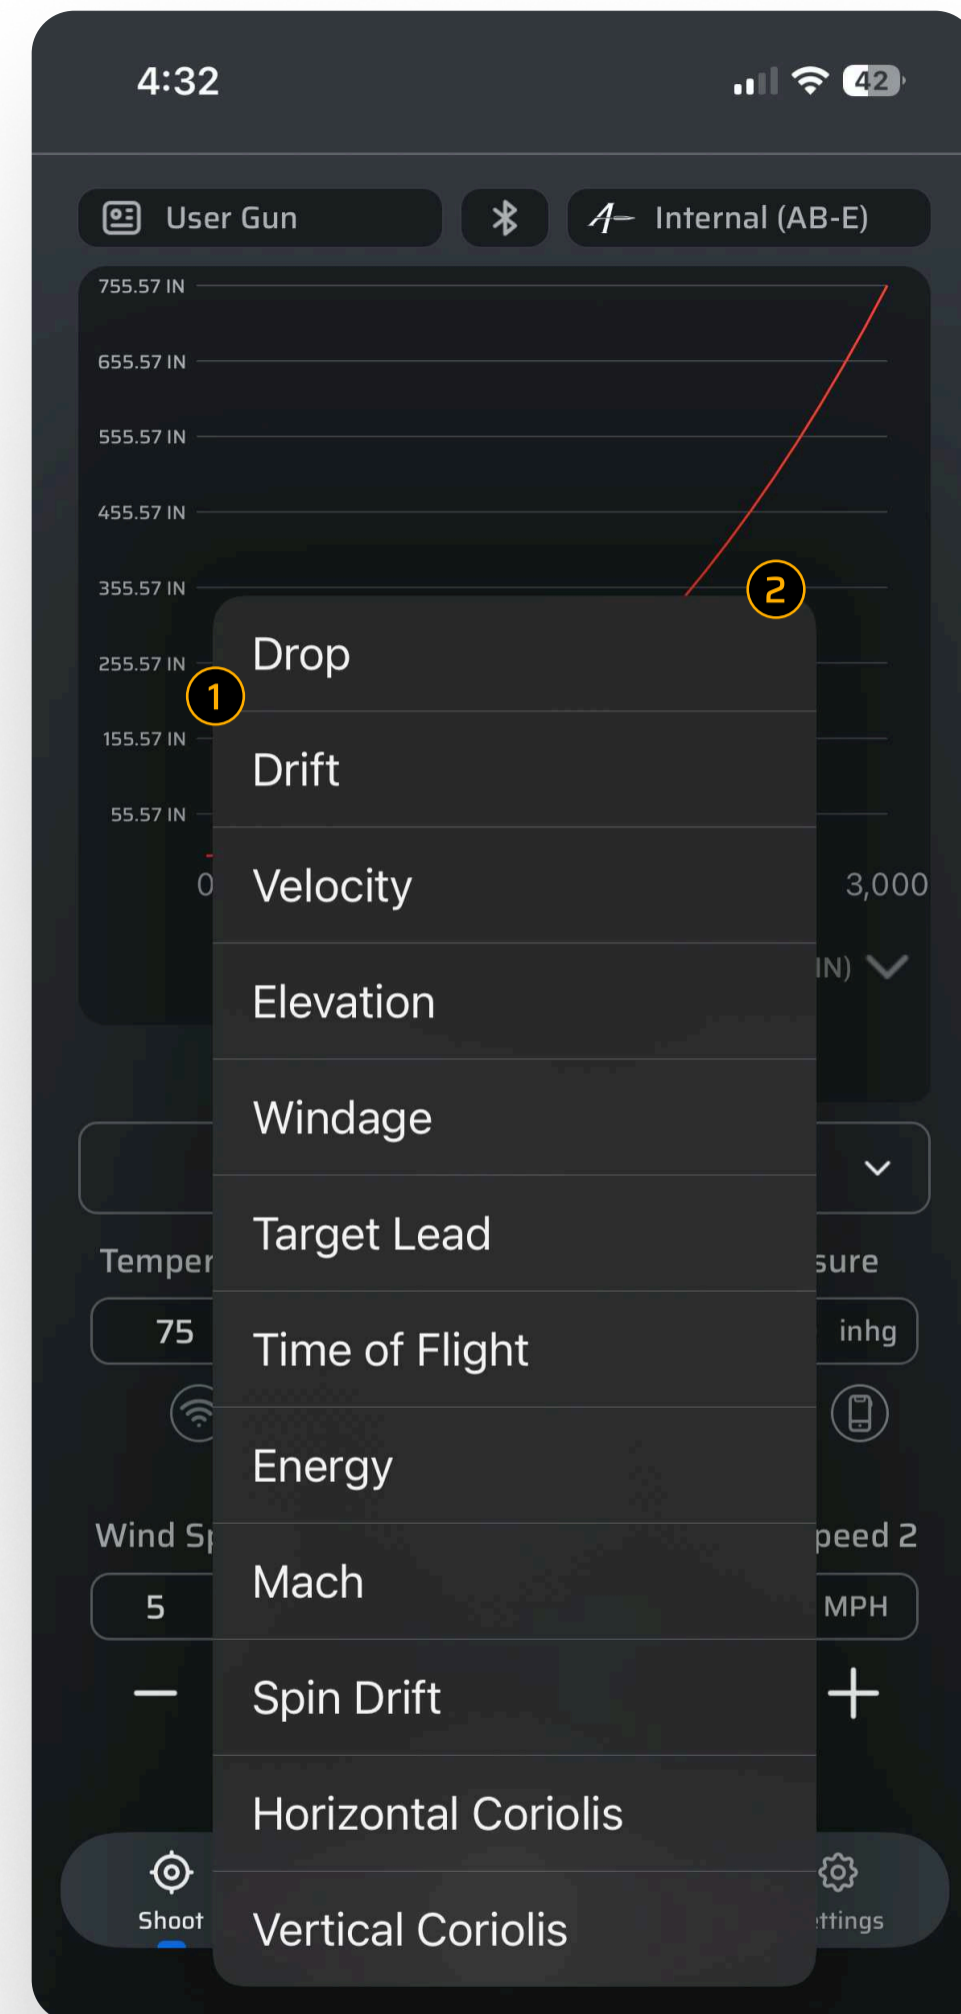 4:32
42
User Gun
Internal (AB-E)
755.57 IN
655.57 IN
555.57 IN
455.57 IN
355.57 IN
2
Drop
255.57 IN
1
155.57 IN
Drift
55.57 IN
0
Velocity
3,000
IN)
Elevation
Windage
Target Lead
Temper
sure
75
Time of Flight
inhg
Energy
Wind Sp
peed 2
Mach
5
MPH
Spin Drift
Horizontal Coriolis
Shoot
Vertical Coriolis
ttings